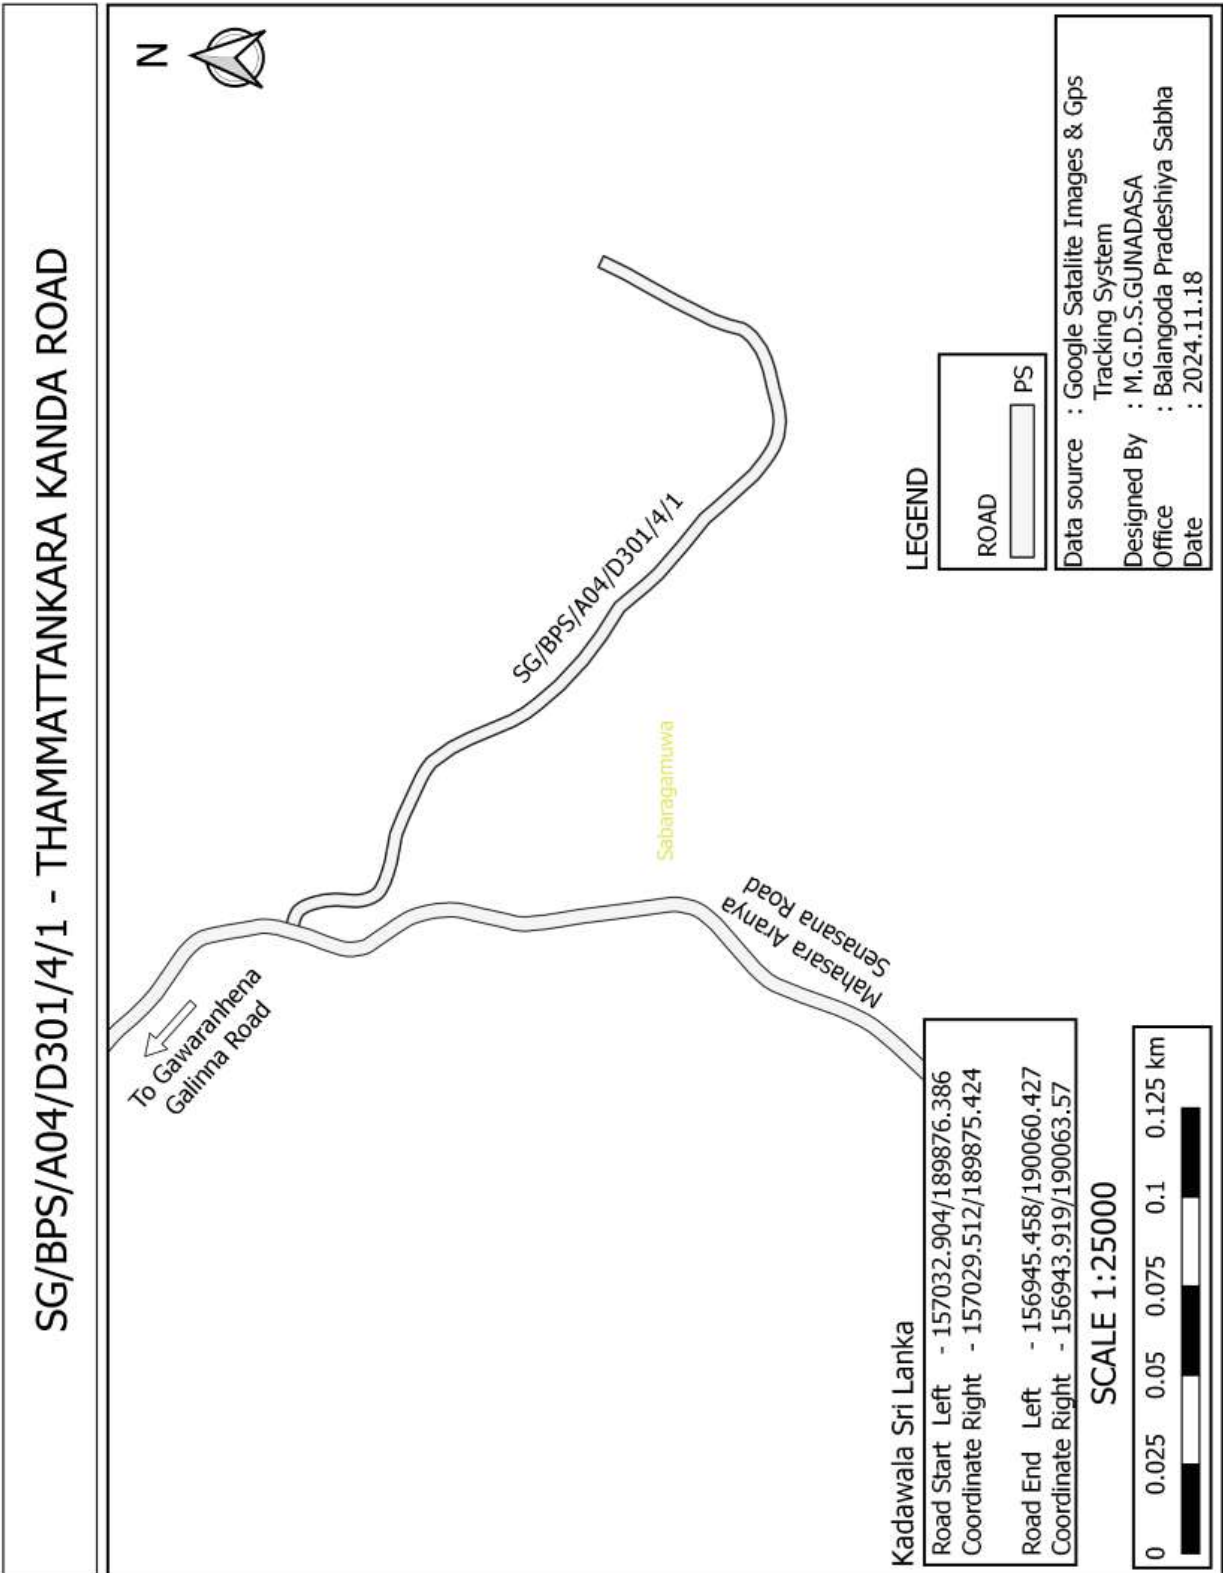 SG/BPS/A04/D301/4/1 - THAMMATTANKARA KANDA ROAD
N
To Gawaranhena
Galinna Road
SG/BPS/A04/D301/4/1
Sabaragamuwa
Mahasara Aranya
Senasana Road
Kadawala Sri Lanka
Road Start Left - 157032.904/189876.386
Coordinate Right - 157029.512/189875.424
Road End Left - 156945.458/190060.427
Coordinate Right - 156943.919/190063.57
SCALE 1:25000
0 0.025 0.05 0.075 0.1 0.125 km
LEGEND
ROAD
PS
Data source : Google Satalite Images & Gps
Tracking System
Designed By : M.G.D.S.GUNADASA
Office : Balangoda Pradeshiya Sabha
Date : 2024.11.18